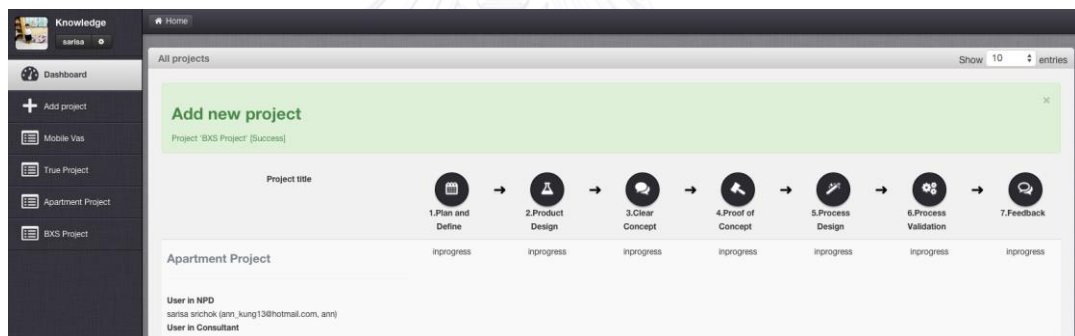 Knowledge
sarisa
Home
All projects
Show 10 entries
Dashboard
Add project
Mobile Vas
True Project
Apartment Project
BXS Project
Add new project
×
Project 'BXS Project' [Success]
Project title
1.Plan and
Define
2.Product
Design
3.Clear
Concept
4.Proof of
Concept
5.Process
Design
6.Process
Validation
7.Feedback
Apartment Project
inprogress inprogress inprogress inprogress inprogress inprogress inprogress
User in NPD
sarisa srichok (ann_kung13@hotmail.com, ann)
User in Consultant